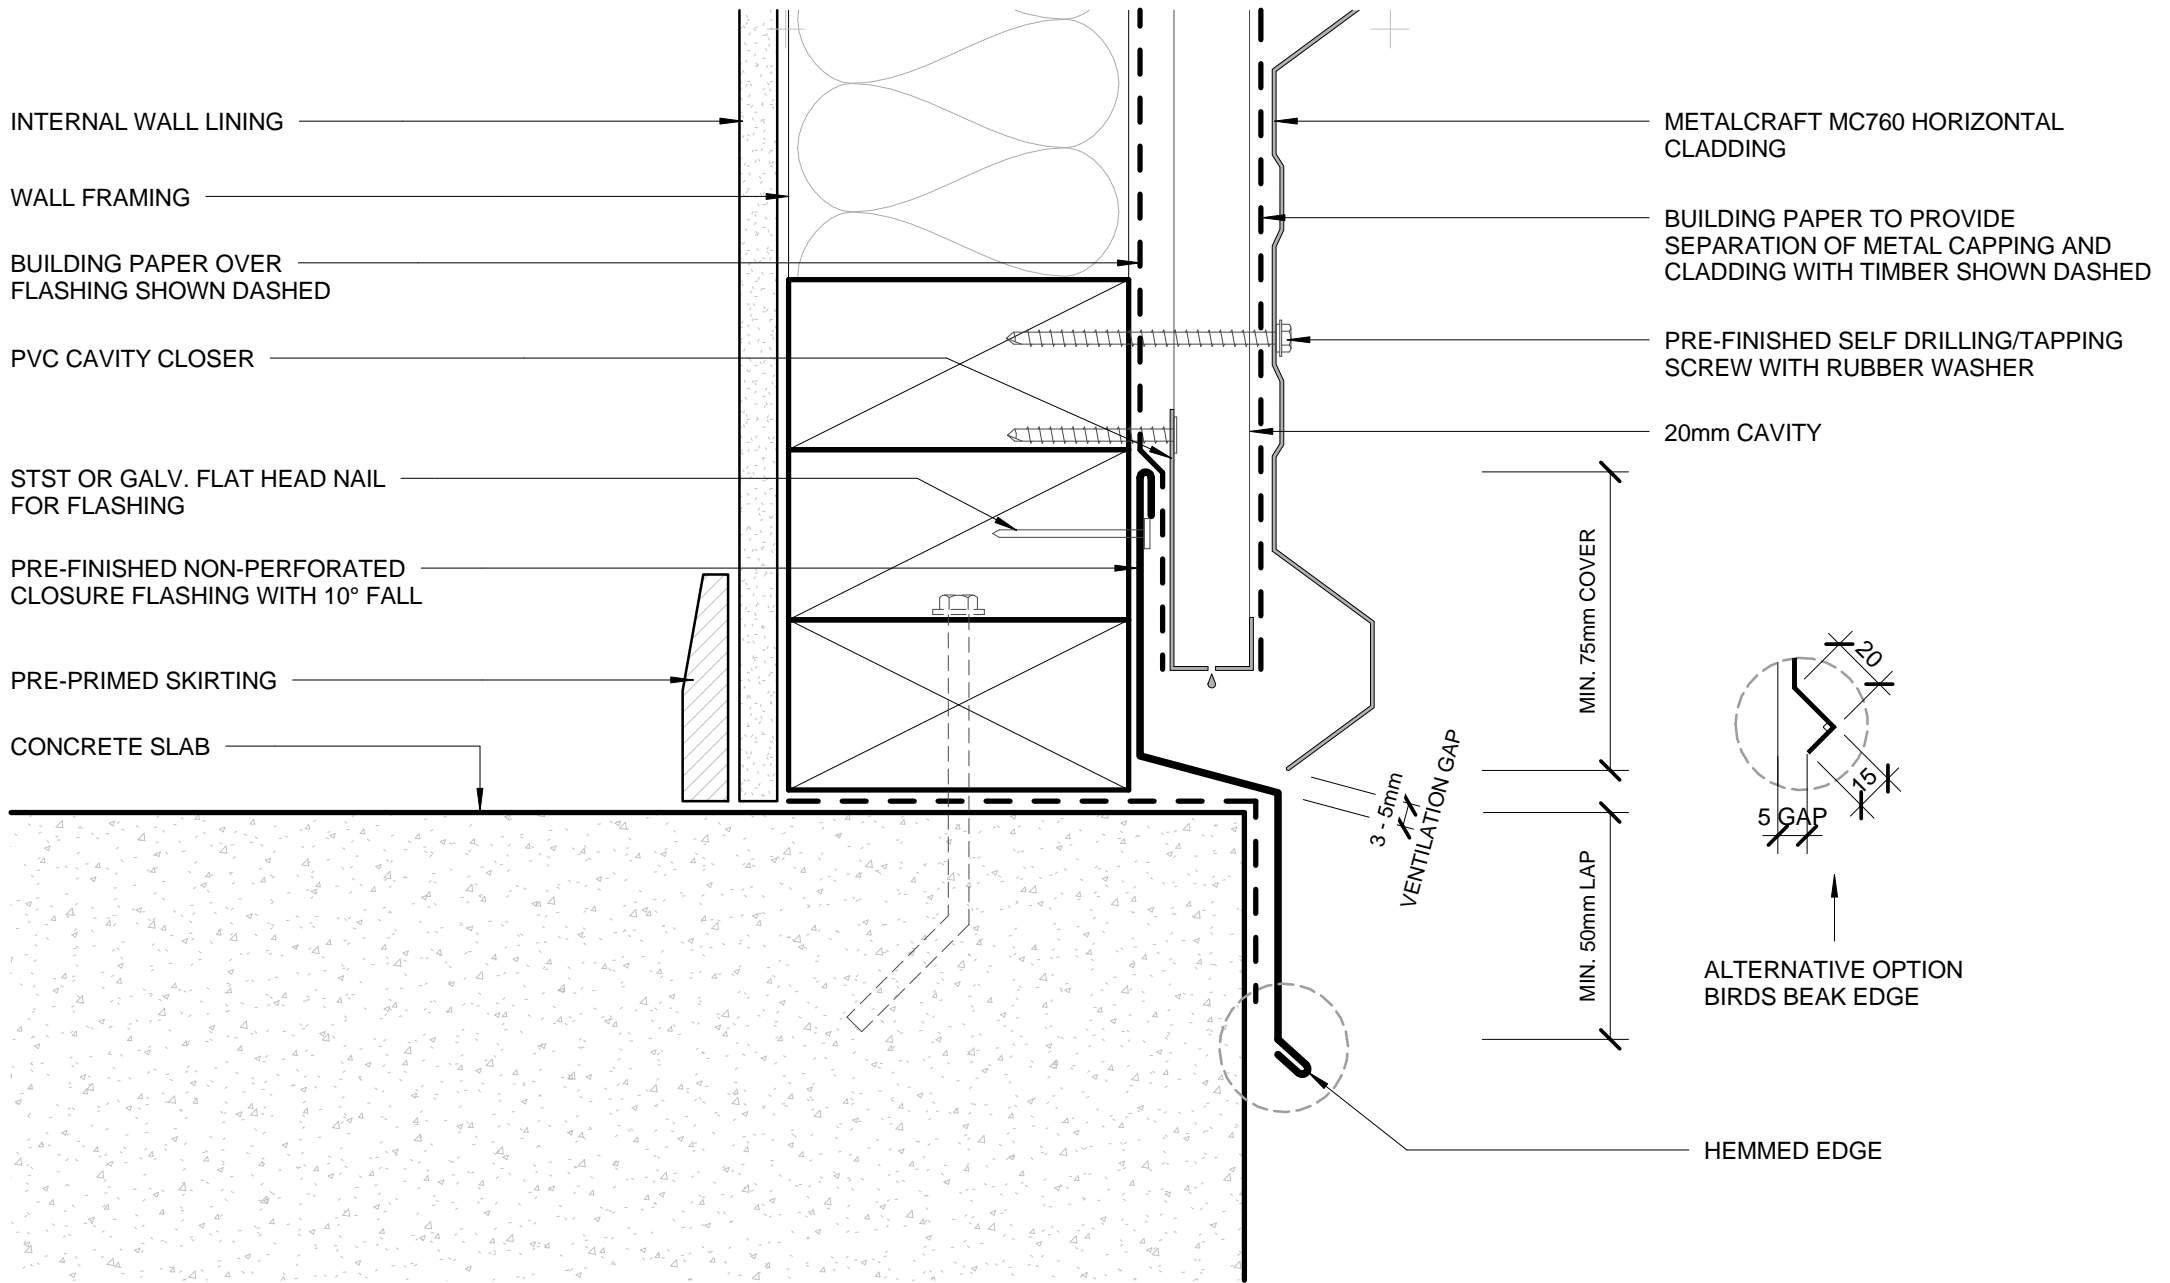 INTERNAL WALL LINING
WALL FRAMING
BUILDING PAPER OVER
FLASHING SHOWN DASHED
PVC CAVITY CLOSER
STST OR GALV. FLAT HEAD NAIL
FOR FLASHING
PRE-FINISHED NON-PERFORATED
CLOSURE FLASHING WITH 10° FALL
PRE-PRIMED SKIRTING
CONCRETE SLAB
METALCRAFT MC760 HORIZONTAL
CLADDING
BUILDING PAPER TO PROVIDE
SEPARATION OF METAL CAPPING AND
CLADDING WITH TIMBER SHOWN DASHED
PRE-FINISHED SELF DRILLING/TAPPING
SCREW WITH RUBBER WASHER
20mm CAVITY
MIN. 75mm COVER
3 - 5mm
VENTILATION GAP
MIN. 50mm LAP
20
15
5 GAP
ALTERNATIVE OPTION
BIRDS BEAK EDGE
HEMMED EDGE